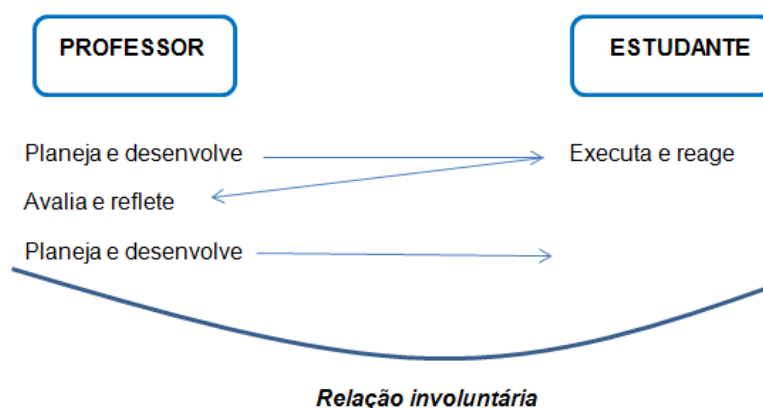 PROFESSOR
ESTUDANTE
Planeja e desenvolve
Executa e reage
Avalia e reflete
Planeja e desenvolve
Relação involuntária